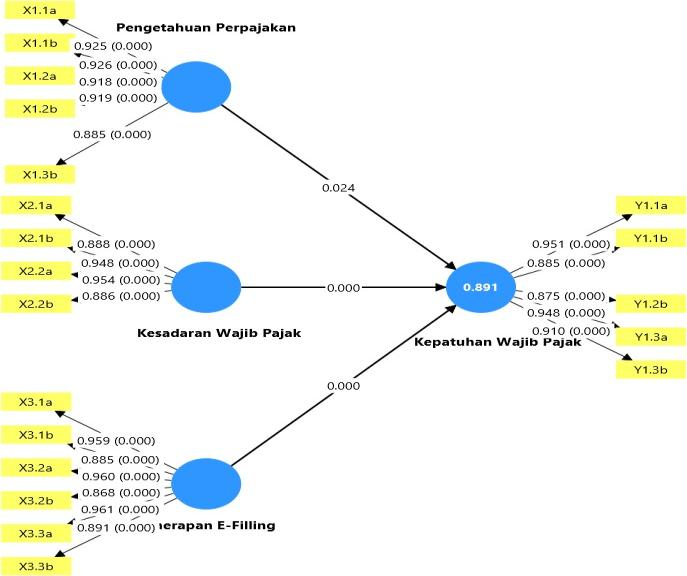 X1.1a
Pengetahuan Perpajakan
X1.1b
0.925 (0.000)
0.926 (0.000)
X1.2a
0.918 (0.000)
0.919 (0.000)
X1.2b
0.885 (0.000)
X1.3b
0.024
X2.1a
X2.1b
0.888 (0.000)
0.948 (0.000)
X2.2a
0.954 (0.000)
0.886 (0.000)
X2.2b
Kesadaran Wajib Pajak
0.000
0.891
Kepatuhan Wajib Pajak
Y1.1a
0.951 (0.000)
Y1.1b
0.885 (0.000)
0.875 (0.000)
Y1.2b
0.948 (0.000)
0.910 (0.000)
Y1.3a
Y1.3b
0.000
X3.1a
X3.1b
0.959 (0.000)
0.885 (0.000)
X3.2a
0.960 (0.000)
0.868 (0.000)
X3.2b
0.961 (0.000)
X3.3a
0.891 (0.000)
E-Filling
X3.3b